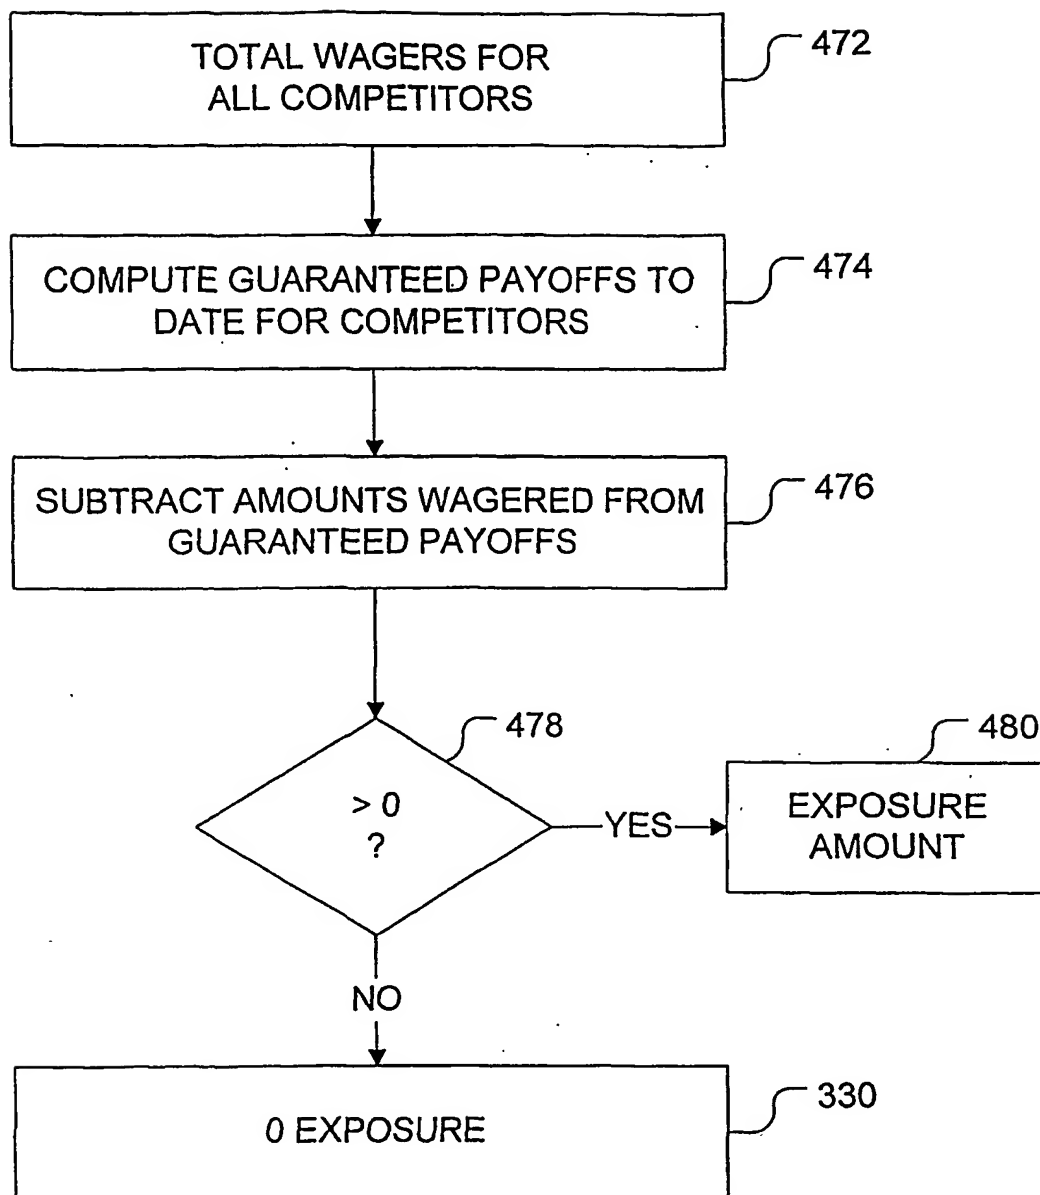 TOTAL WAGERS FOR
ALL COMPETITORS
472
COMPUTE GUARANTEED PAYOFFS TO
DATE FOR COMPETITORS
474
SUBTRACT AMOUNTS WAGERED FROM
GUARANTEED PAYOFFS
476
478
> 0
?
YES
480
EXPOSURE
AMOUNT
NO
0 EXPOSURE
330